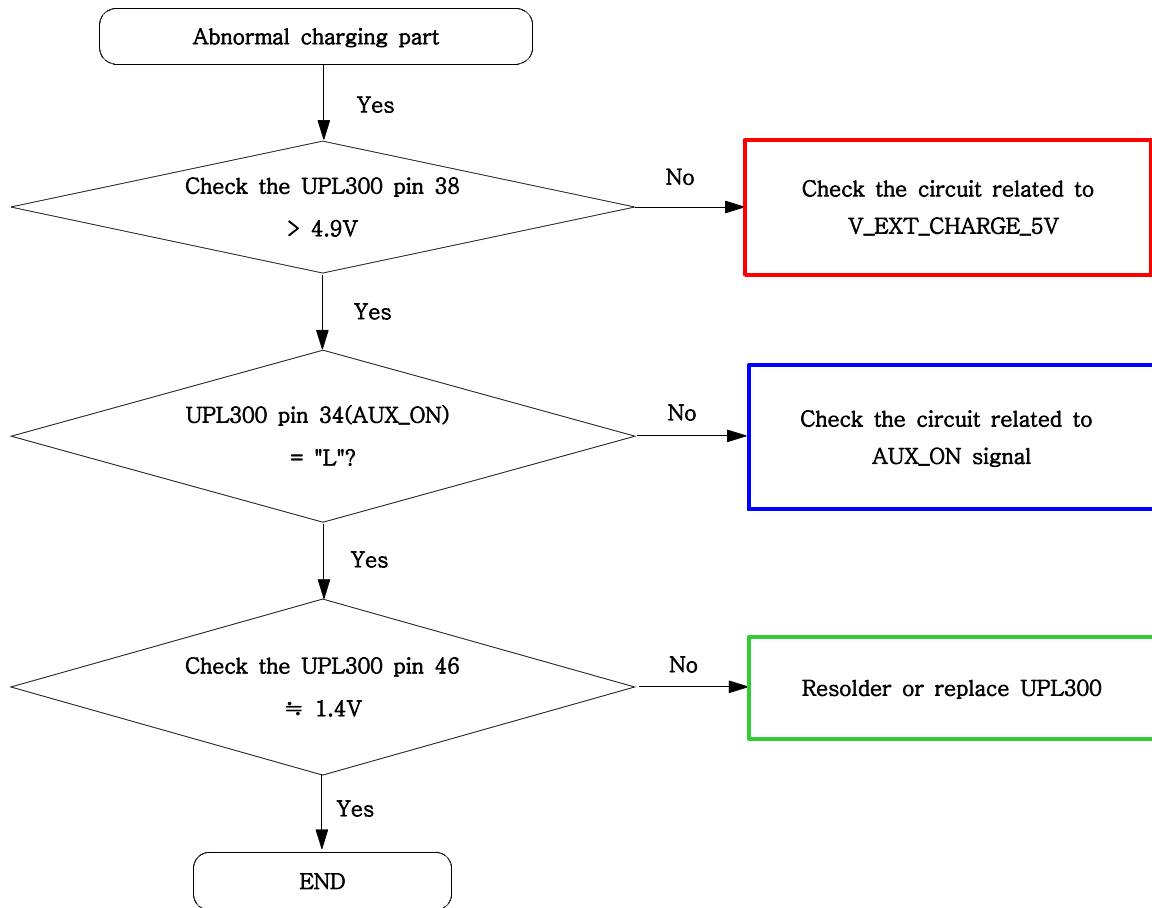 Abnormal charging part
Yes
Check the UPL300 pin 38
> 4.9V
No
Check the circuit related to
V_EXT_CHARGE_5V
Yes
UPL300 pin 34(AUX_ON)
= "L"?
No
Check the circuit related to
AUX_ON signal
Yes
Check the UPL300 pin 46
≒ 1.4V
No
Resolder or replace UPL300
Yes
END